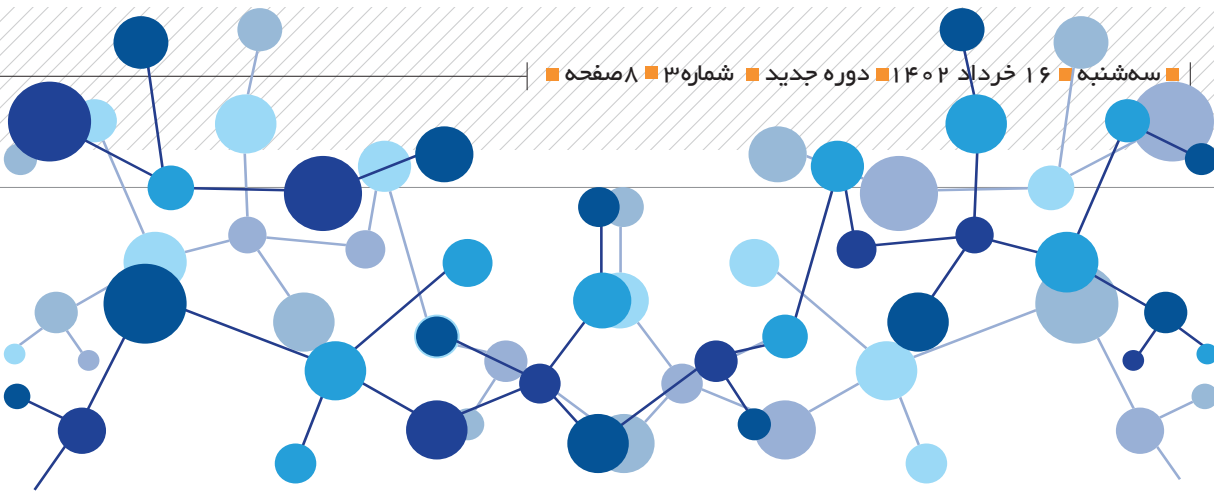 ■ سه‌شنبه ■ ۱۶ خرداد ۱۴۰۲ ■ دوره جدید ■ شماره۳ ■ ۸صفحه ■